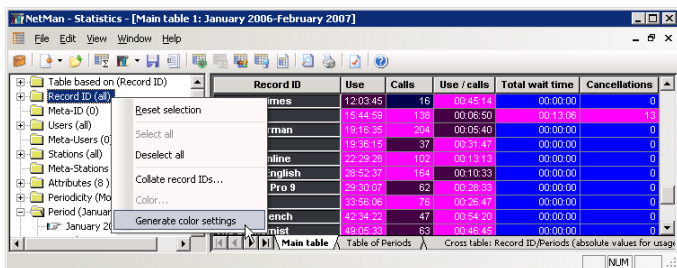 NetMan - Statistics - [Main table 1: January 2006-February 2007]
File Edit View Window Help
Table based on (Record ID)
Record ID (all)
Meta-ID (0)
Users (all)
Meta-Users (0)
Stations (all)
Meta-Stations
Attributes (8 )
Periodicity (Mo
Period (Januar
January 20
Reset selection
Select all
Deselect all
Collate record IDs...
Color...
Generate color settings
Record ID Use Calls Use / calls Total wait time Cancellations
imes 12:03:45 16 00:45:14 00:00:00 0
15:44:59 138 00:06:50 00:13:06 13
rman 19:16:35 204 00:05:40 00:00:00 0
19:36:15 37 00:31:47 00:00:00 0
nline 22:29:28 102 00:13:13 00:00:00 0
English 28:52:37 164 00:10:33 00:00:00 0
Pro 9 29:30:07 62 00:28:33 00:00:00 0
33:56:06 76 00:26:47 00:00:00 0
ench 42:34:22 47 00:54:20 00:00:00 0
mist 49:05:33 63 00:46:45 00:00:00 0
Main table Table of Periods Cross table: Record ID/Periods (absolute values for usage
NUM